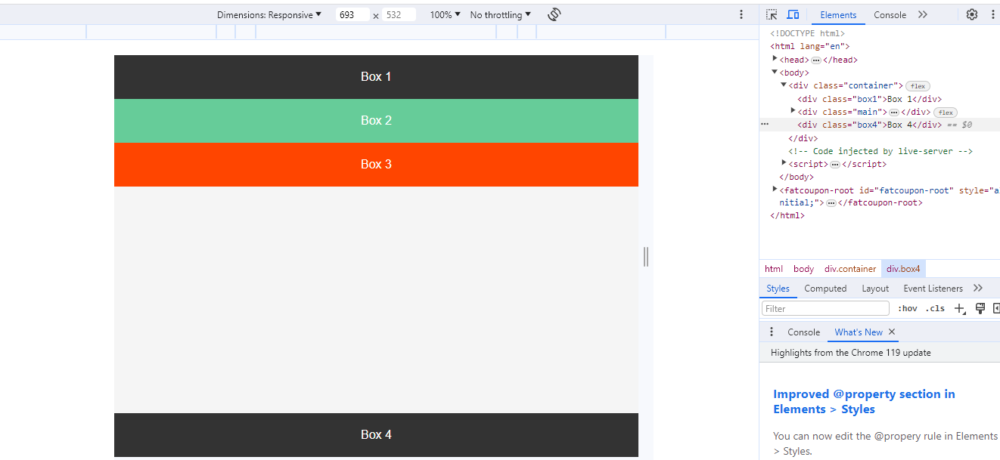 Dimensions: Responsive ▼ 693 × 532 100% ▼ No throttling ▼
Elements Console
Box 1
Box 2
Box 3
Box 4
<!DOCTYPE html>
<html lang="en">
<head> ••• </head>
<body>
<div class="container"> flex
<div class="box1">Box 1</div>
<div class="main"> ••• </div> flex
••• <div class="box4">Box 4</div> == $0
</div>
<!-- Code injected by live-server -->
<script> ••• </script>
</body>
<fatcoupon-root id="fatcoupon-root" style="a
nitial;"> ••• </fatcoupon-root>
</html>
html body div.container div.box4
Styles Computed Layout Event Listeners
Filter :hov .cls
Console What's New ×
Highlights from the Chrome 119 update
Improved @property section in
Elements > Styles
You can now edit the @propery rule in Elements
> Styles.